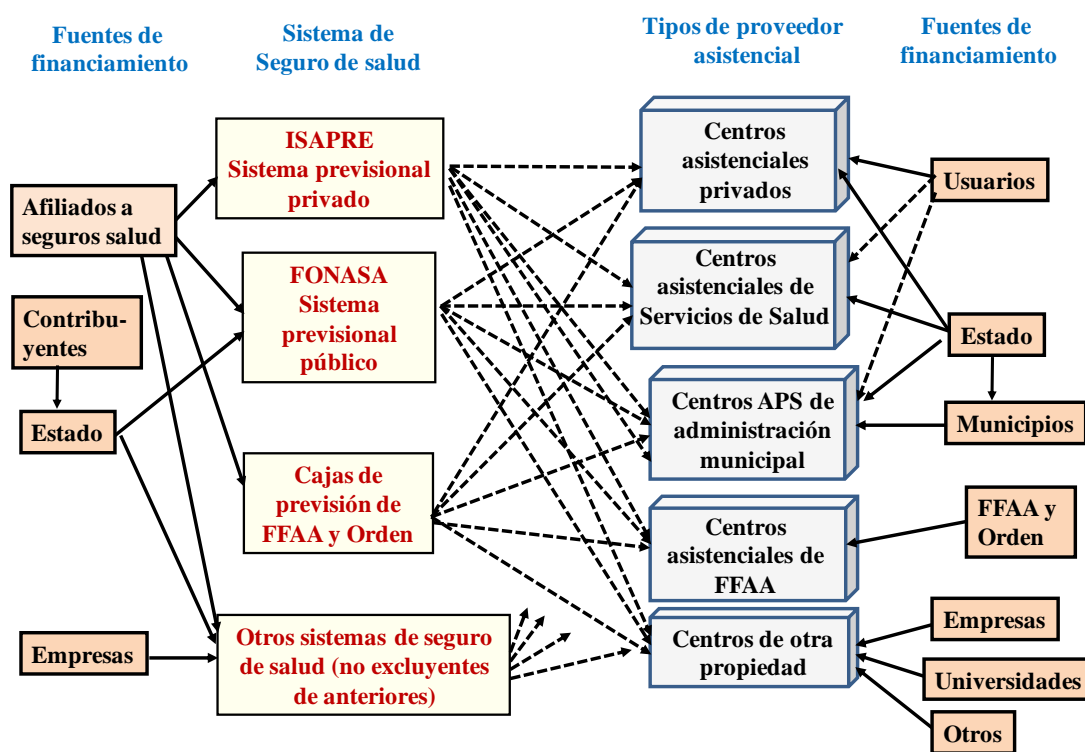 Fuentes de
financiamiento
Sistema de
Seguro de salud
Tipos de proveedor
asistencial
Fuentes de
financiamiento
Afiliados a
seguros salud
Contribu-
yentes
Estado
Empresas
ISAPRE
Sistema previsional
privado
FONASA
Sistema
previsional
público
Cajas de
previsión de
FFAA y Orden
Otros sistemas de seguro
de salud (no excluyentes
de anteriores)
Centros
asistenciales
privados
Centros
asistenciales de
Servicios de Salud
Centros APS de
administración
municipal
Centros
asistenciales de
FFAA
Centros de otra
propiedad
Usuarios
Estado
Municipios
FFAA y
Orden
Empresas
Universidades
Otros